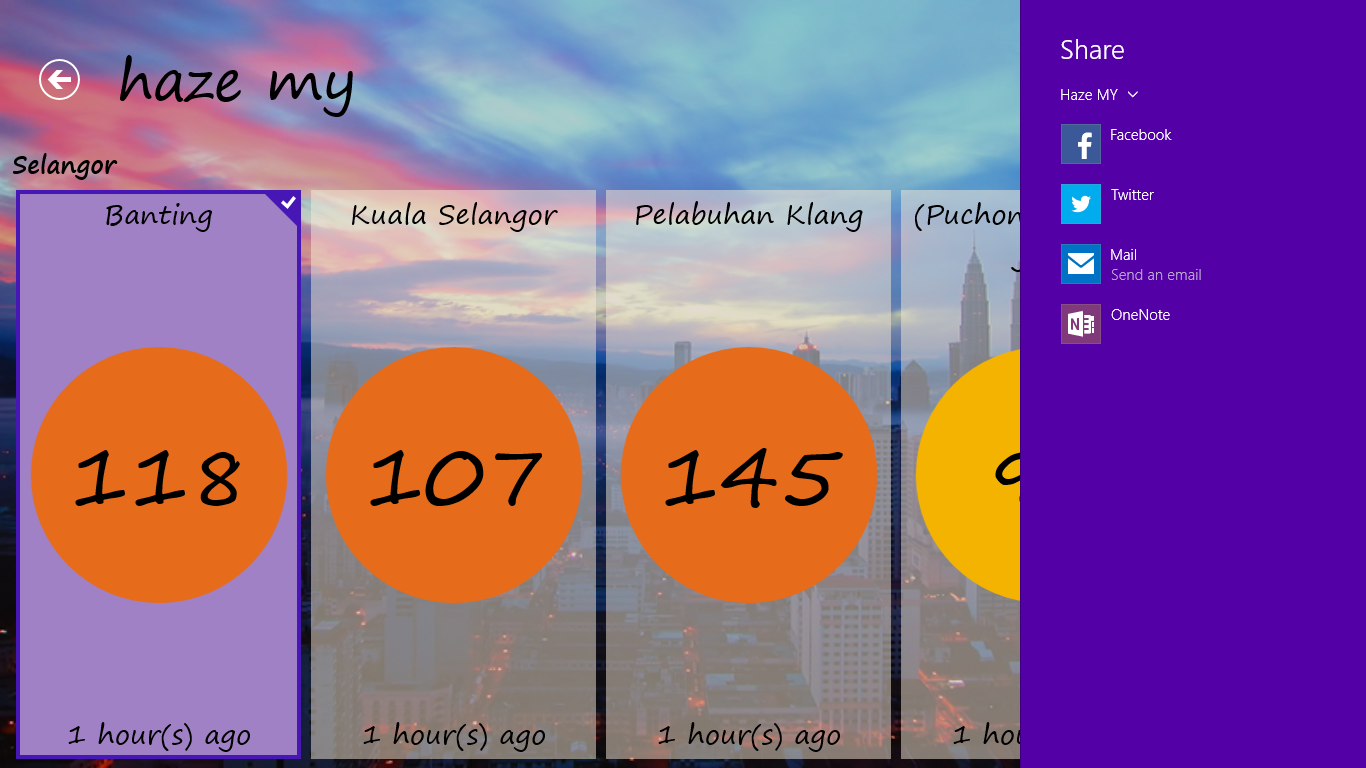 haze my
Selangor
Banting
118
1 hour(s) ago
Kuala Selangor
107
1 hour(s) ago
Pelabuhan Klang
145
1 hour(s) ago
1
Share
Haze MY
Facebook
Twitter
Mail
Send an email
OneNote